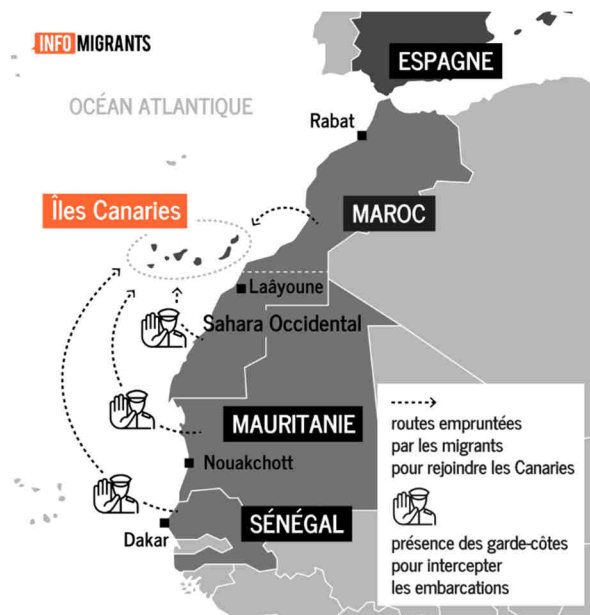 INFO MIGRANTS
ESPAGNE
OCÉAN ATLANTIQUE
Rabat
Îles Canaries
MAROC
Laâyoune
Sahara Occidental
MAURITANIE
Nouakchott
SÉNÉGAL
Dakar
routes empruntées
par les migrants
pour rejoindre les Canaries
présence des garde-côtes
pour intercepter
les embarcations